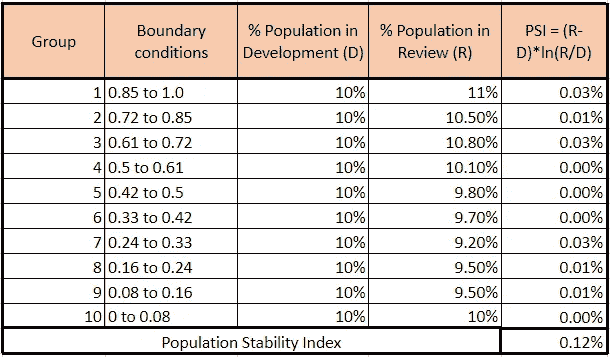 Group Boundary conditions % Population in Development (D) % Population in Review (R) PSI = (R-D)*ln(R/D)
1 0.85 to 1.0 10% 11% 0.03%
2 0.72 to 0.85 10% 10.50% 0.01%
3 0.61 to 0.72 10% 10.80% 0.03%
4 0.5 to 0.61 10% 10.10% 0.00%
5 0.42 to 0.5 10% 9.80% 0.00%
6 0.33 to 0.42 10% 9.70% 0.00%
7 0.24 to 0.33 10% 9.20% 0.03%
8 0.16 to 0.24 10% 9.50% 0.01%
9 0.08 to 0.16 10% 9.50% 0.01%
10 0 to 0.08 10% 10% 0.00%
Population Stability Index 0.12%